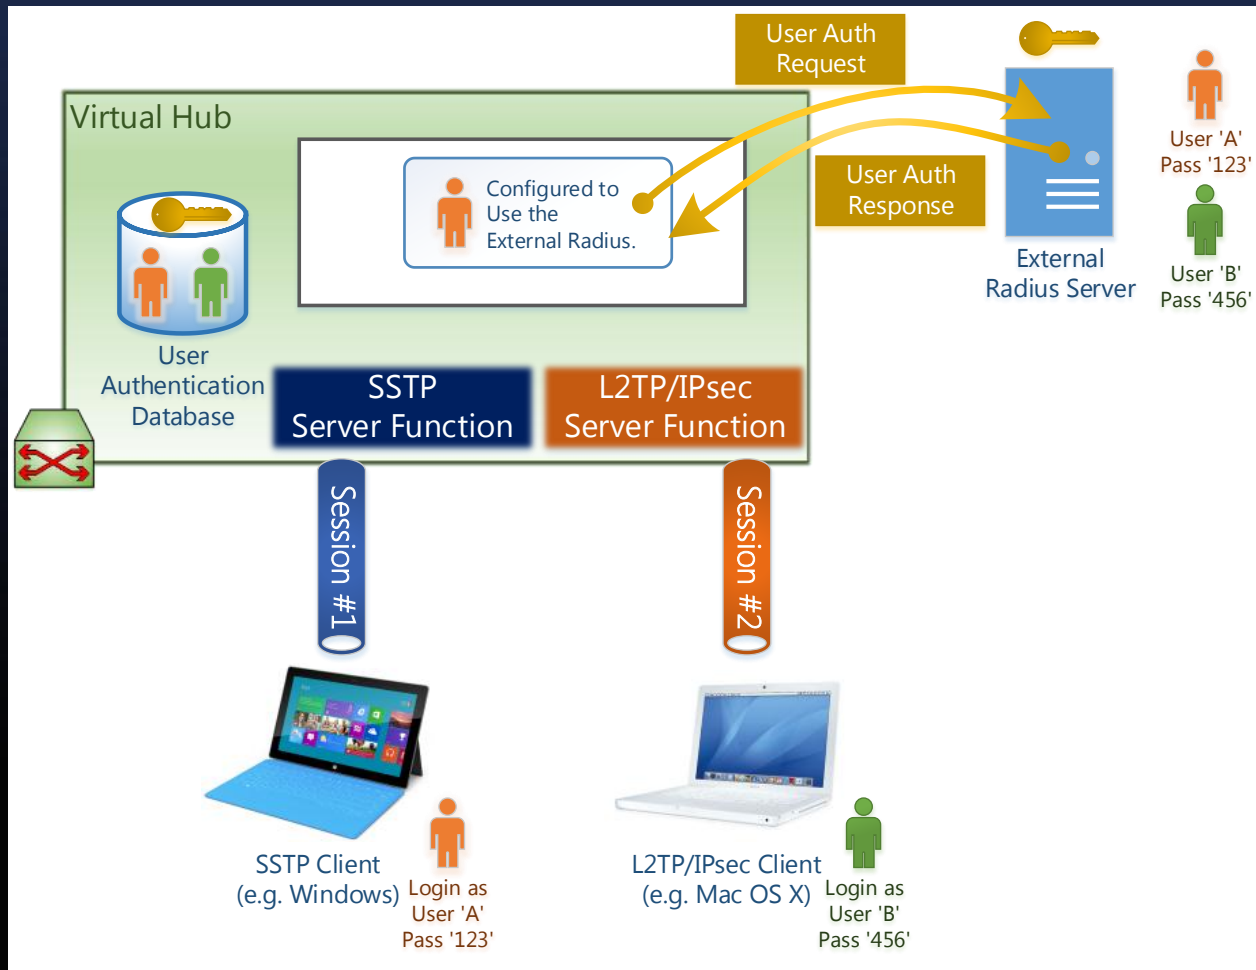 User Auth
Request
Virtual Hub
Configured to
Use the
External Radius.
User Auth
Response
External
Radius Server
User 'A'
Pass '123'
User 'B'
Pass '456'
User
Authentication
Database
SSTP
Server Function
L2TP/IPsec
Server Function
Session #1
Session #2
SSTP Client
(e.g. Windows)
Login as
User 'A'
Pass '123'
L2TP/IPsec Client
(e.g. Mac OS X)
Login as
User 'B'
Pass '456'